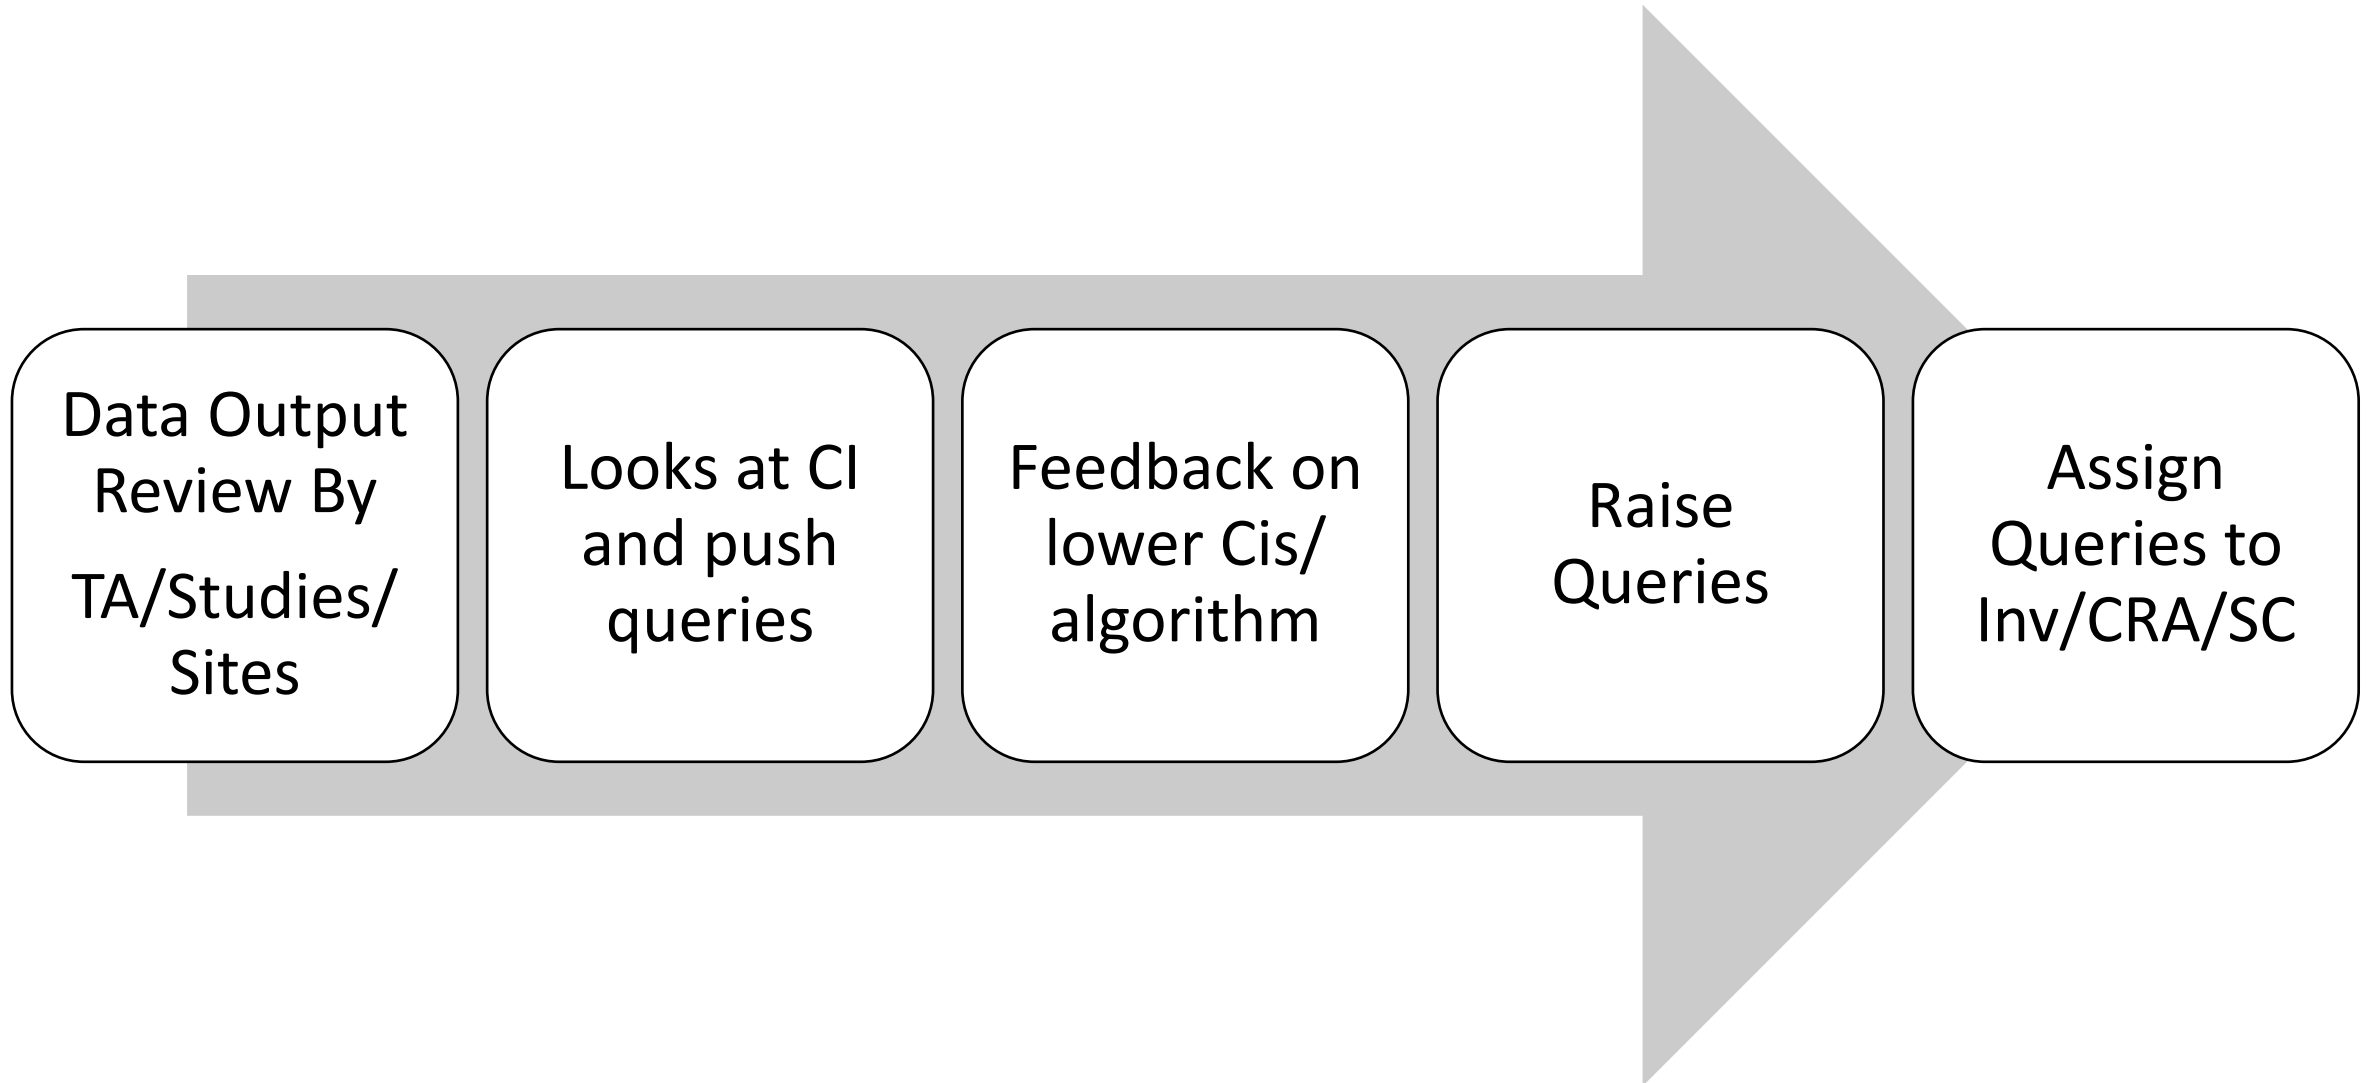 Data Output
Review By
TA/Studies/
Sites
Looks at CI
and push
queries
Feedback on
lower Cis/
algorithm
Raise
Queries
Assign
Queries to
Inv/CRA/SC